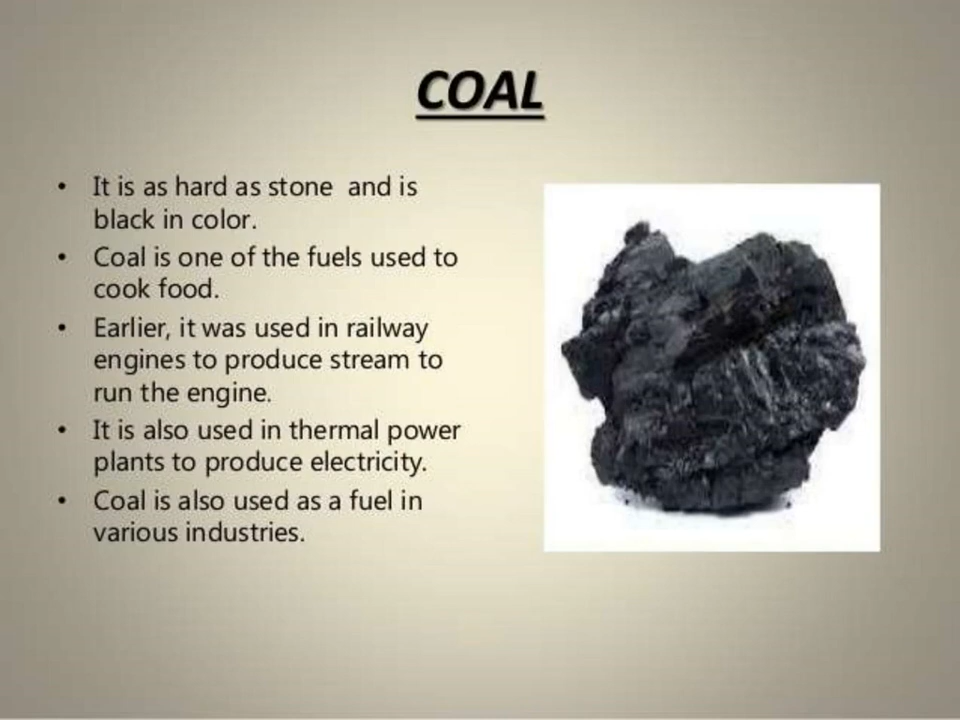 COAL
• It is as hard as stone and is
black in color.
• Coal is one of the fuels used to
cook food.
• Earlier, it was used in railway
engines to produce stream to
run the engine.
• It is also used in thermal power
plants to produce electricity.
• Coal is also used as a fuel in
various industries.